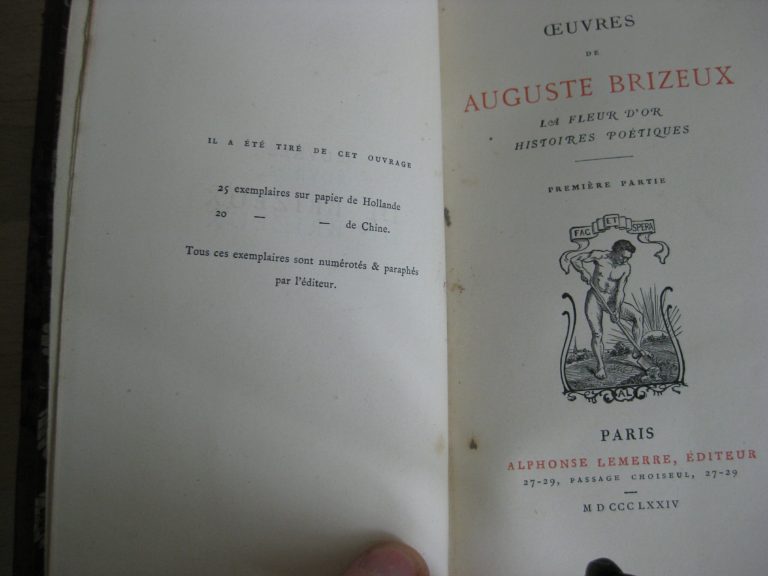 IL A ÉTÉ TIRÉ DE CET OUVRAGE
25 exemplaires sur papier de Hollande
20 — — de Chine.
Tous ces exemplaires sont numérotés & paraphés
par l'éditeur.
ŒUVRES
DE
AUGUSTE BRIZEUX
LA FLEUR D'OR
HISTOIRES POÉTIQUES
PREMIÈRE PARTIE
FAC ET SPERA
AL
PARIS
ALPHONSE LEMERRE, ÉDITEUR
27-29, PASSAGE CHOISEUL, 27-29
M DCCCLXXIV